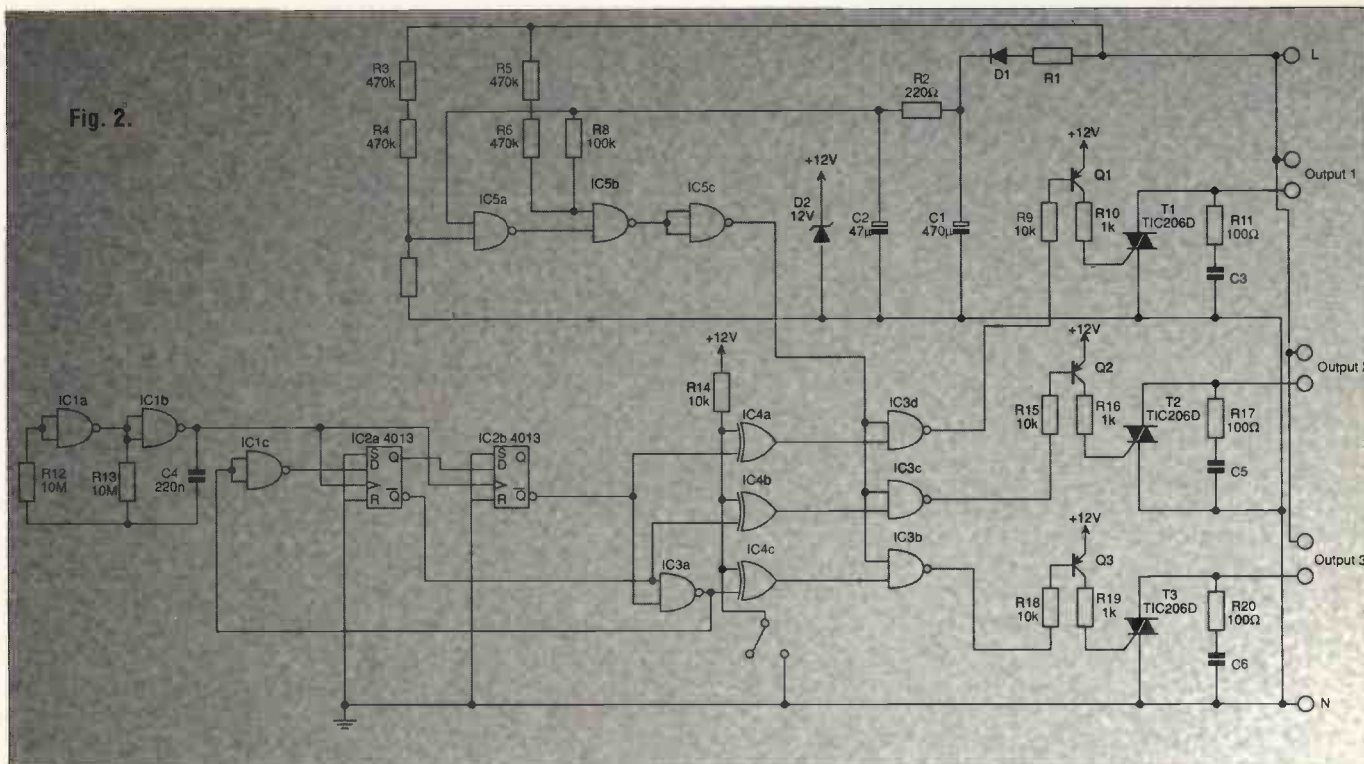 Fig. 2.
R3
470k
R5
470k
R4
470k
R6
470k
R8
100k
R2
220Ω
D1
R1
L
IC5a
IC5b
IC5c
+12V
D2
12V
C2
47µ
C1
470µ
+12V
Q1
R9
10k
R10
1k
T1
TIC206D
R11
100Ω
C3
Output 1
+12V
R14
10k
+12V
Q2
R15
10k
R16
1k
T2
TIC206D
R17
100Ω
C5
Output 2
IC1a
IC1b
IC1c
R12
10M
R13
10M
C4
220n
IC2a 4013
S
D
Q
R
Q
IC2b 4013
S
D
Q
R
Q
IC4a
IC4b
IC4c
IC3a
IC3d
IC3c
IC3b
+12V
Q3
R18
10k
R19
1k
T3
TIC206D
R20
100Ω
C6
Output 3
N